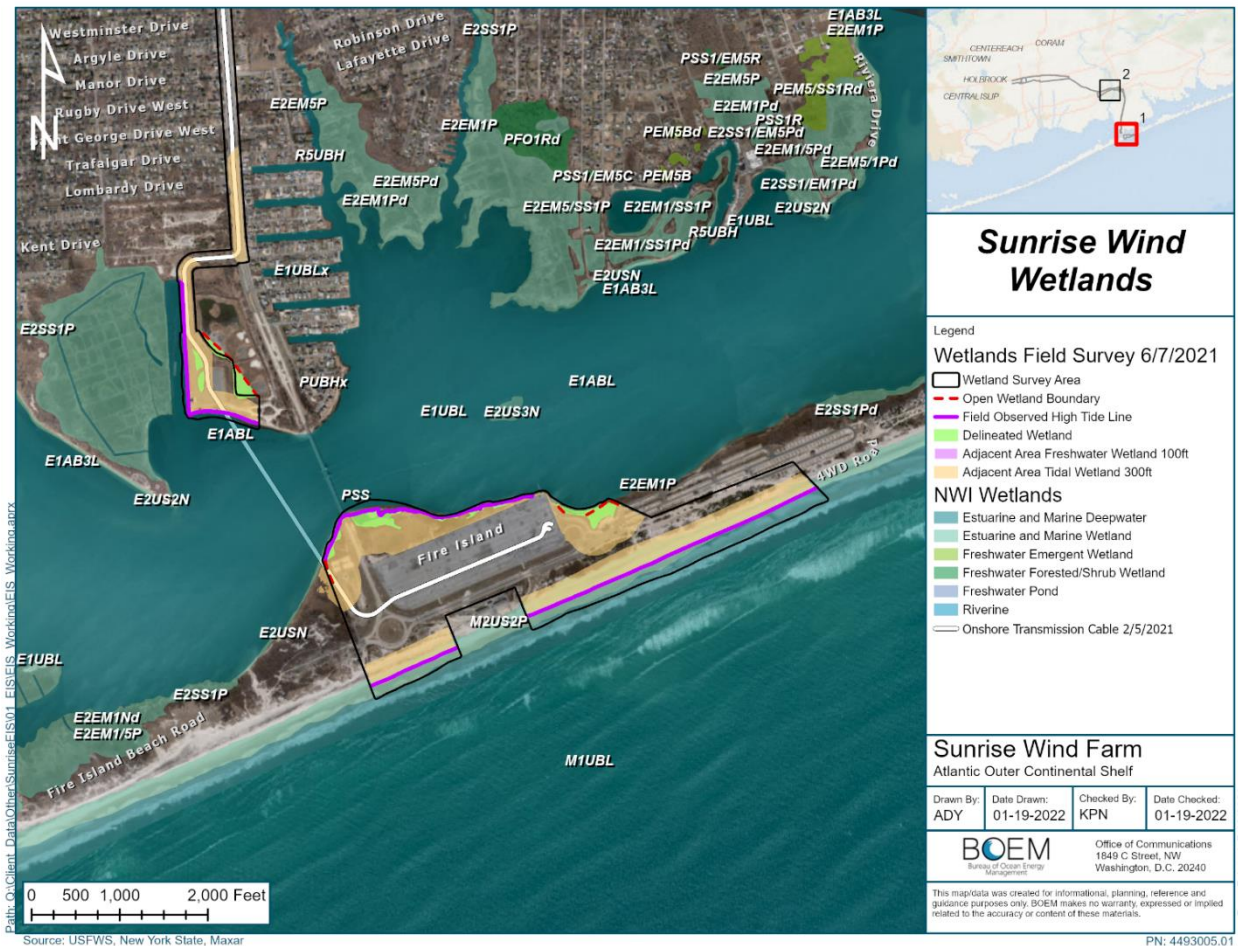 Westminster Drive
Argyle Drive
Manor Drive
Rugby Drive West
George Drive West
Trafalgar Drive
Lombardy Drive
Kent Drive
N
Robinson Drive
Lafayette Drive
E2SS1P
E1AB3L
E2EM1P
PSS1/EM5R
E2EM5P
PEM5/SS1Rd
Riviera Drive
E2EM5P
E2EM1Pd
PSS1R
E2EM1P
PFO1Rd
PEM5Bd
E2SS1/EM5Pd
E2EM1/5Pd
R5UBH
E2EM5/1Pd
E2EM5Pd
PSS1/EM5C
PEM5B
E2SS1/EM1Pd
E2EM1Pd
E2EM5/SS1P
E2EM1/SS1P
E2US2N
E1UBL
R5UBH
E2EM1/SS1Pd
E1UBLx
E2USN
E1AB3L
E2SS1P
PUBHx
E1ABL
E1UBL
E2US3N
E2SS1Pd
E1ABL
E1AB3L
4WD Road
E2US2N
PSS
E2EM1P
Fire Island
M2US2P
E2USN
E1UBL
E2SS1P
E2EM1Nd
E2EM1/5P
Fire Island Beach Road
M1UBL
0 500 1,000 2,000 Feet
Path: Q:\Client_Data\Other\SunriseEIS\01_EIS\EIS_Working\EIS_Working.aprx
Source: USFWS, New York State, Maxar
CENTEREACH
CORAM
SMITHTOWN
HOLBROOK
CENTRAL ISLIP
2
1
Sunrise Wind
Wetlands
Legend
Wetlands Field Survey 6/7/2021
Wetland Survey Area
Open Wetland Boundary
Field Observed High Tide Line
Delineated Wetland
Adjacent Area Freshwater Wetland 100ft
Adjacent Area Tidal Wetland 300ft
NWI Wetlands
Estuarine and Marine Deepwater
Estuarine and Marine Wetland
Freshwater Emergent Wetland
Freshwater Forested/Shrub Wetland
Freshwater Pond
Riverine
Onshore Transmission Cable 2/5/2021
Sunrise Wind Farm
Atlantic Outer Continental Shelf
Drawn By:
ADY
Date Drawn:
01-19-2022
Checked By:
KPN
Date Checked:
01-19-2022
BOEM
Bureau of Ocean Energy
Management
Office of Communications
1849 C Street, NW
Washington, D.C. 20240
This map/data was created for informational, planning, reference and
guidance purposes only. BOEM makes no warranty, expressed or implied
related to the accuracy or content of these materials.
PN: 4493005.01